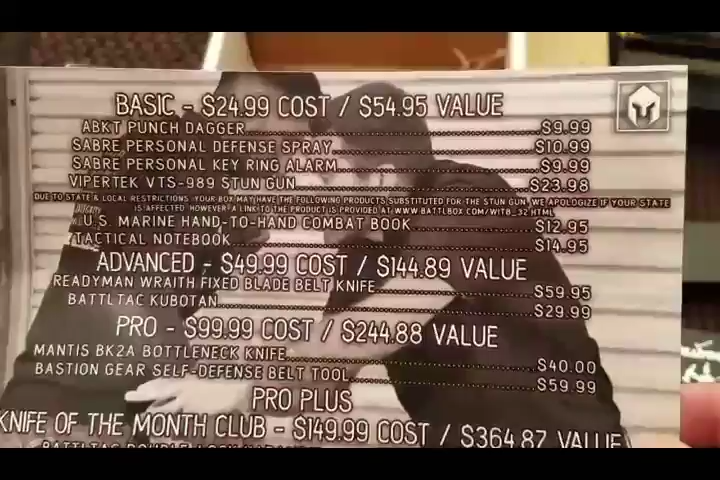 BASIC - $24.99 COST / $54.95 VALUE
ABKT PUNCH DAGGER $9.99
SABRE PERSONAL DEFENSE SPRAY $10.99
SABRE PERSONAL KEY RING ALARM $9.99
VIPERTEK VTS-989 STUN GUN $23.98
DUE TO STATE & LOCAL RESTRICTIONS, YOUR BOX MAY HAVE THE FOLLOWING PRODUCTS SUBSTITUTED FOR THE STUN GUN. WE APOLOGIZE IF YOUR STATE
IS AFFECTED, HOWEVER A LINK TO THE PRODUCT IS PROVIDED AT WWW.BATTLBOX.COM/WITB_32.HTML
U.S. MARINE HAND-TO-HAND COMBAT BOOK $12.95
TACTICAL NOTEBOOK $14.95
ADVANCED - $49.99 COST / $144.89 VALUE
READYMAN WRAITH FIXED BLADE BELT KNIFE $59.95
BATTLTAC KUBOTAN $29.99
PRO - $99.99 COST / $244.88 VALUE
MANTIS BK2A BOTTLENECK KNIFE $40.00
BASTION GEAR SELF-DEFENSE BELT TOOL $59.99
PRO PLUS
KNIFE OF THE MONTH CLUB - $149.99 COST / $364.87 VALUE